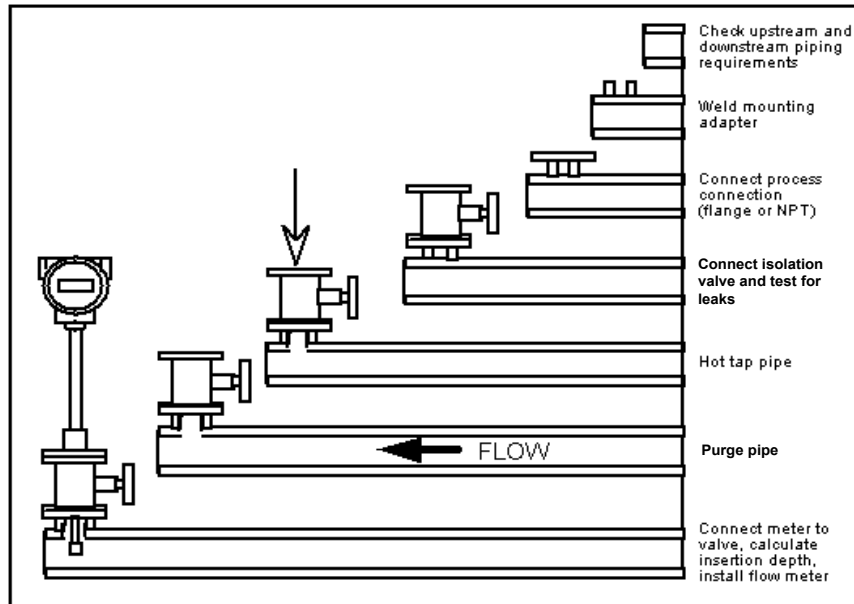 Check upstream and
downstream piping
requirements
Weld mounting
adapter
Connect process
connection
(flange or NPT)
Connect isolation
valve and test for
leaks
Hot tap pipe
FLOW
Purge pipe
Connect meter to
valve, calculate
insertion depth,
install flow meter